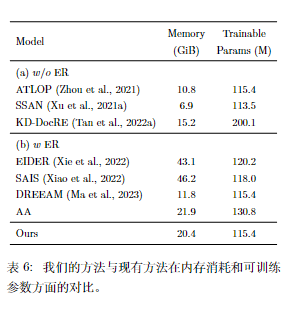 Model Memory (GiB) Trainable Params (M)
(a) w/o ER
ATLOP (Zhou et al., 2021) 10.8 115.4
SSAN (Xu et al., 2021a) 6.9 113.5
KD-DocRE (Tan et al., 2022a) 15.2 200.1
(b) w ER
EIDER (Xie et al., 2022) 43.1 120.2
SAIS (Xiao et al., 2022) 46.2 118.0
DREEAM (Ma et al., 2023) 11.8 115.4
AA 21.9 130.8
Ours 20.4 115.4
表 6: 我们的方法与现有方法在内存消耗和可训练
参数方面的对比。